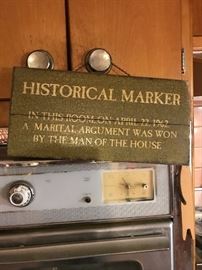 HISTORICAL MARKER
IN THIS ROOM ON APRIL 22, 1962
A MARITAL ARGUMENT WAS WON
BY THE MAN OF THE HOUSE